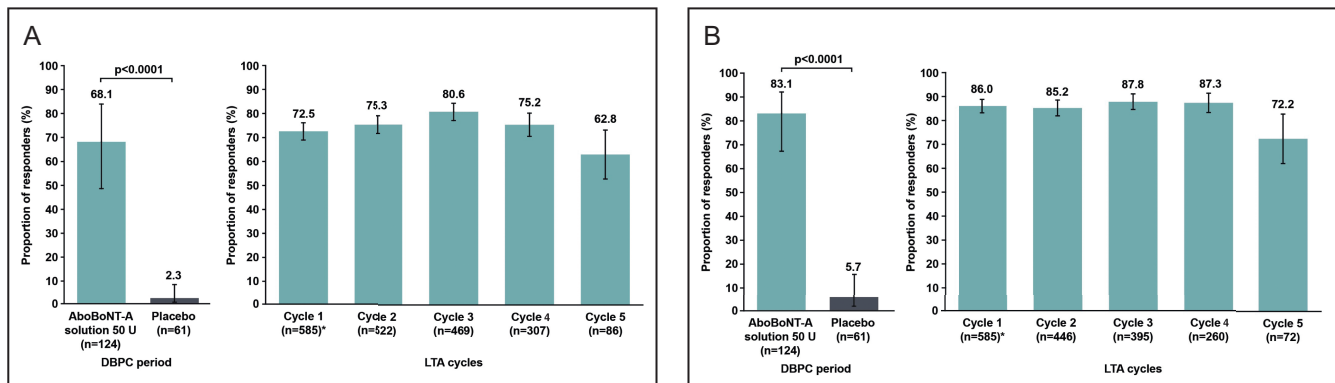 A
Proportion of responders (%)
100
90
80
70
60
50
40
30
20
10
0
p<0.0001
68.1
2.3
AboBoNT-A
solution 50 U
(n=124)
Placebo
(n=61)
DBPC period
Proportion of responders (%)
100
90
80
70
60
50
40
30
20
10
0
72.5
75.3
80.6
75.2
62.8
Cycle 1
(n=585)*
Cycle 2
(n=522)
Cycle 3
(n=469)
Cycle 4
(n=307)
Cycle 5
(n=86)
LTA cycles
B
Proportion of responders (%)
100
90
80
70
60
50
40
30
20
10
0
p<0.0001
83.1
5.7
AboBoNT-A
solution 50 U
(n=124)
Placebo
(n=61)
DBPC period
Proportion of responders (%)
100
90
80
70
60
50
40
30
20
10
0
86.0
85.2
87.8
87.3
72.2
Cycle 1
(n=585)*
Cycle 2
(n=446)
Cycle 3
(n=395)
Cycle 4
(n=260)
Cycle 5
(n=72)
LTA cycles